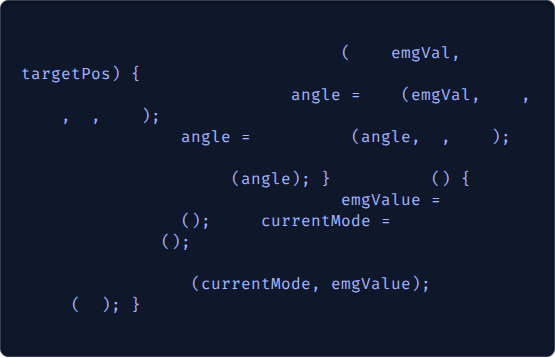 ( emgVal,
targetPos) {
angle = (emgVal, ,
, , );
angle = (angle, , );
(angle); } () {
emgValue =
(); currentMode =
();
(currentMode, emgValue);
( ); }